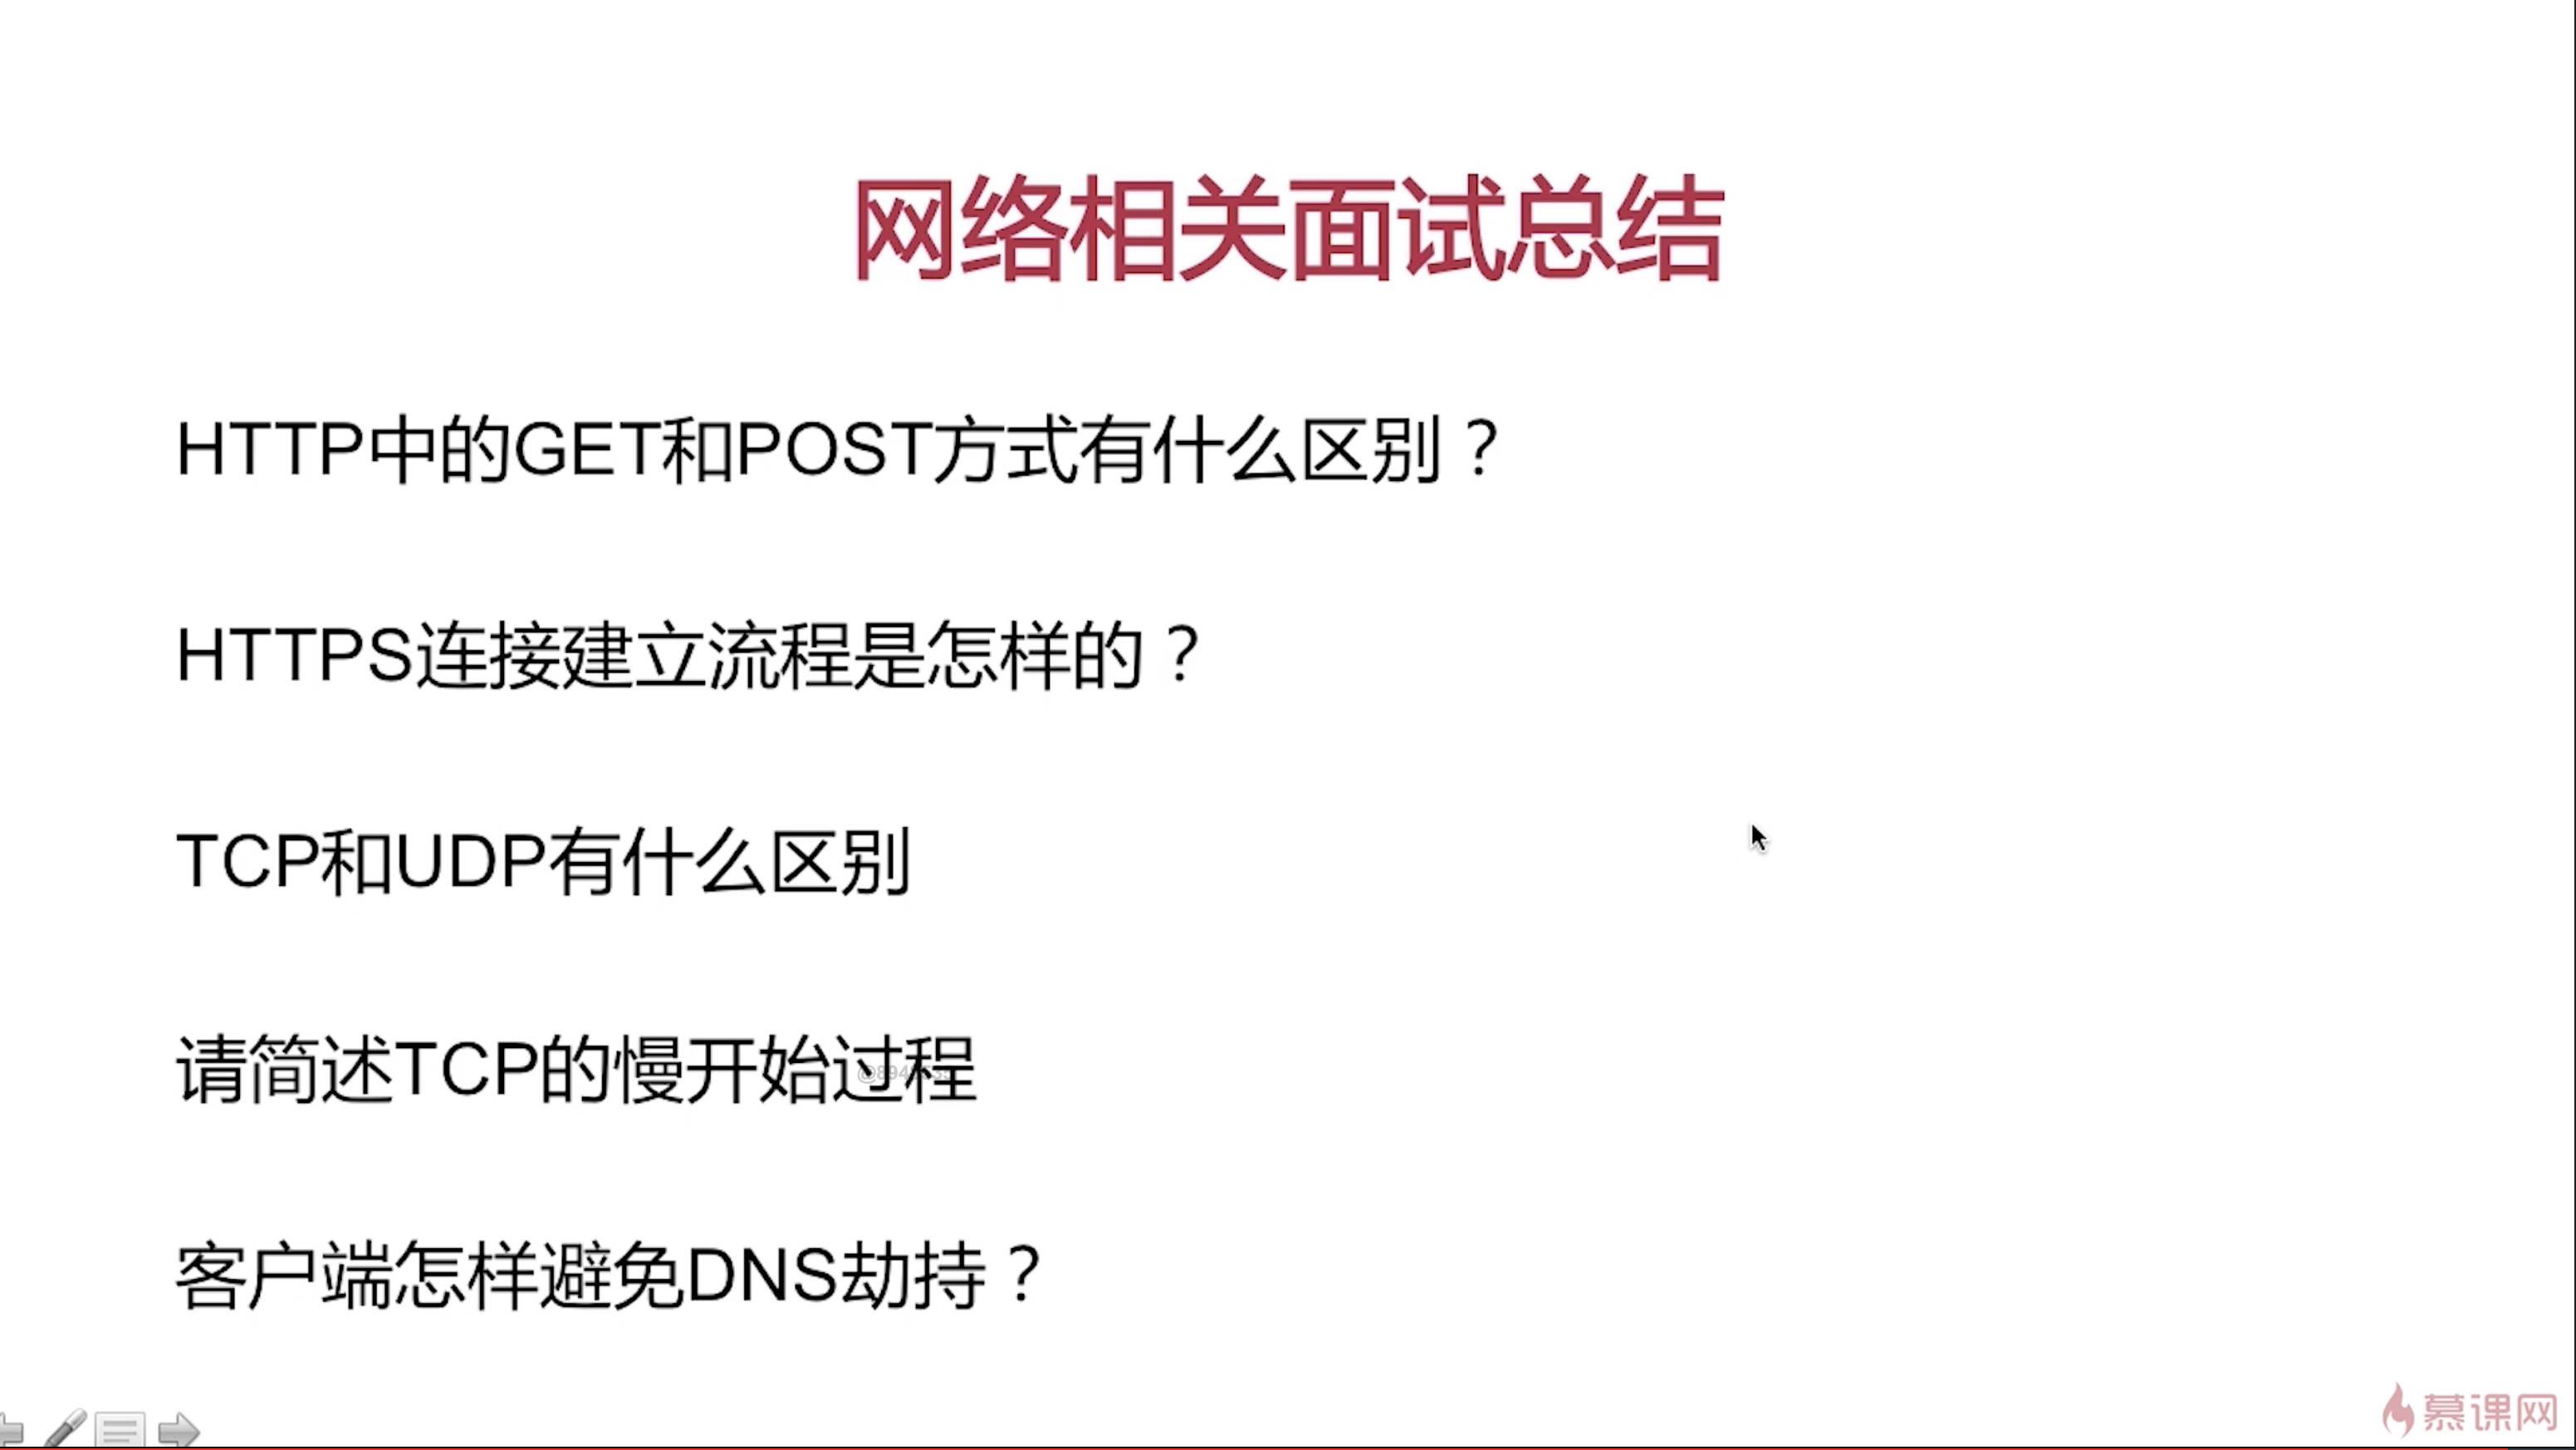 网络相关面试总结
HTTP中的GET和POST方式有什么区别？
HTTPS连接建立流程是怎样的？
TCP和UDP有什么区别
请简述TCP的慢开始过程
客户端怎样避免DNS劫持？
慕课网